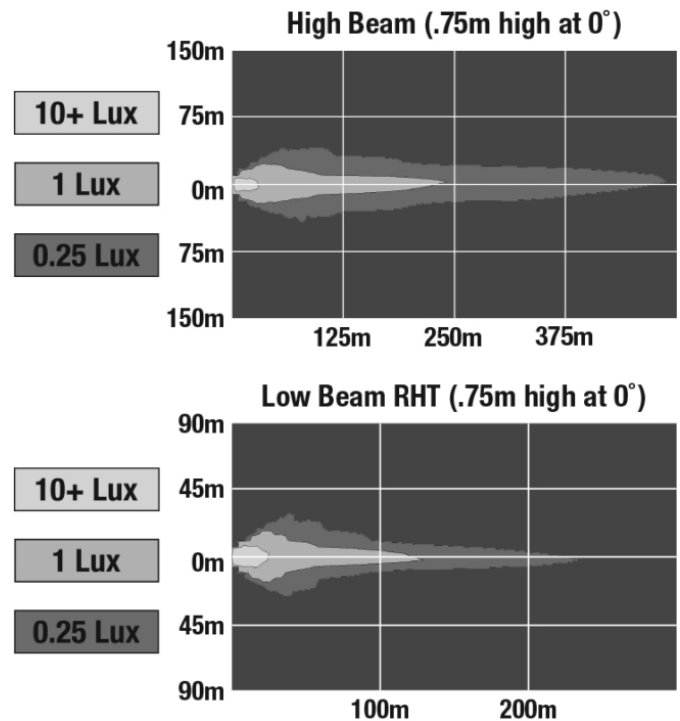 High Beam (.75m high at 0°)
150m
10+ Lux
75m
1 Lux
0m
0.25 Lux
75m
150m
125m 250m 375m
Low Beam RHT (.75m high at 0°)
90m
10+ Lux
45m
1 Lux
0m
0.25 Lux
45m
90m
100m 200m